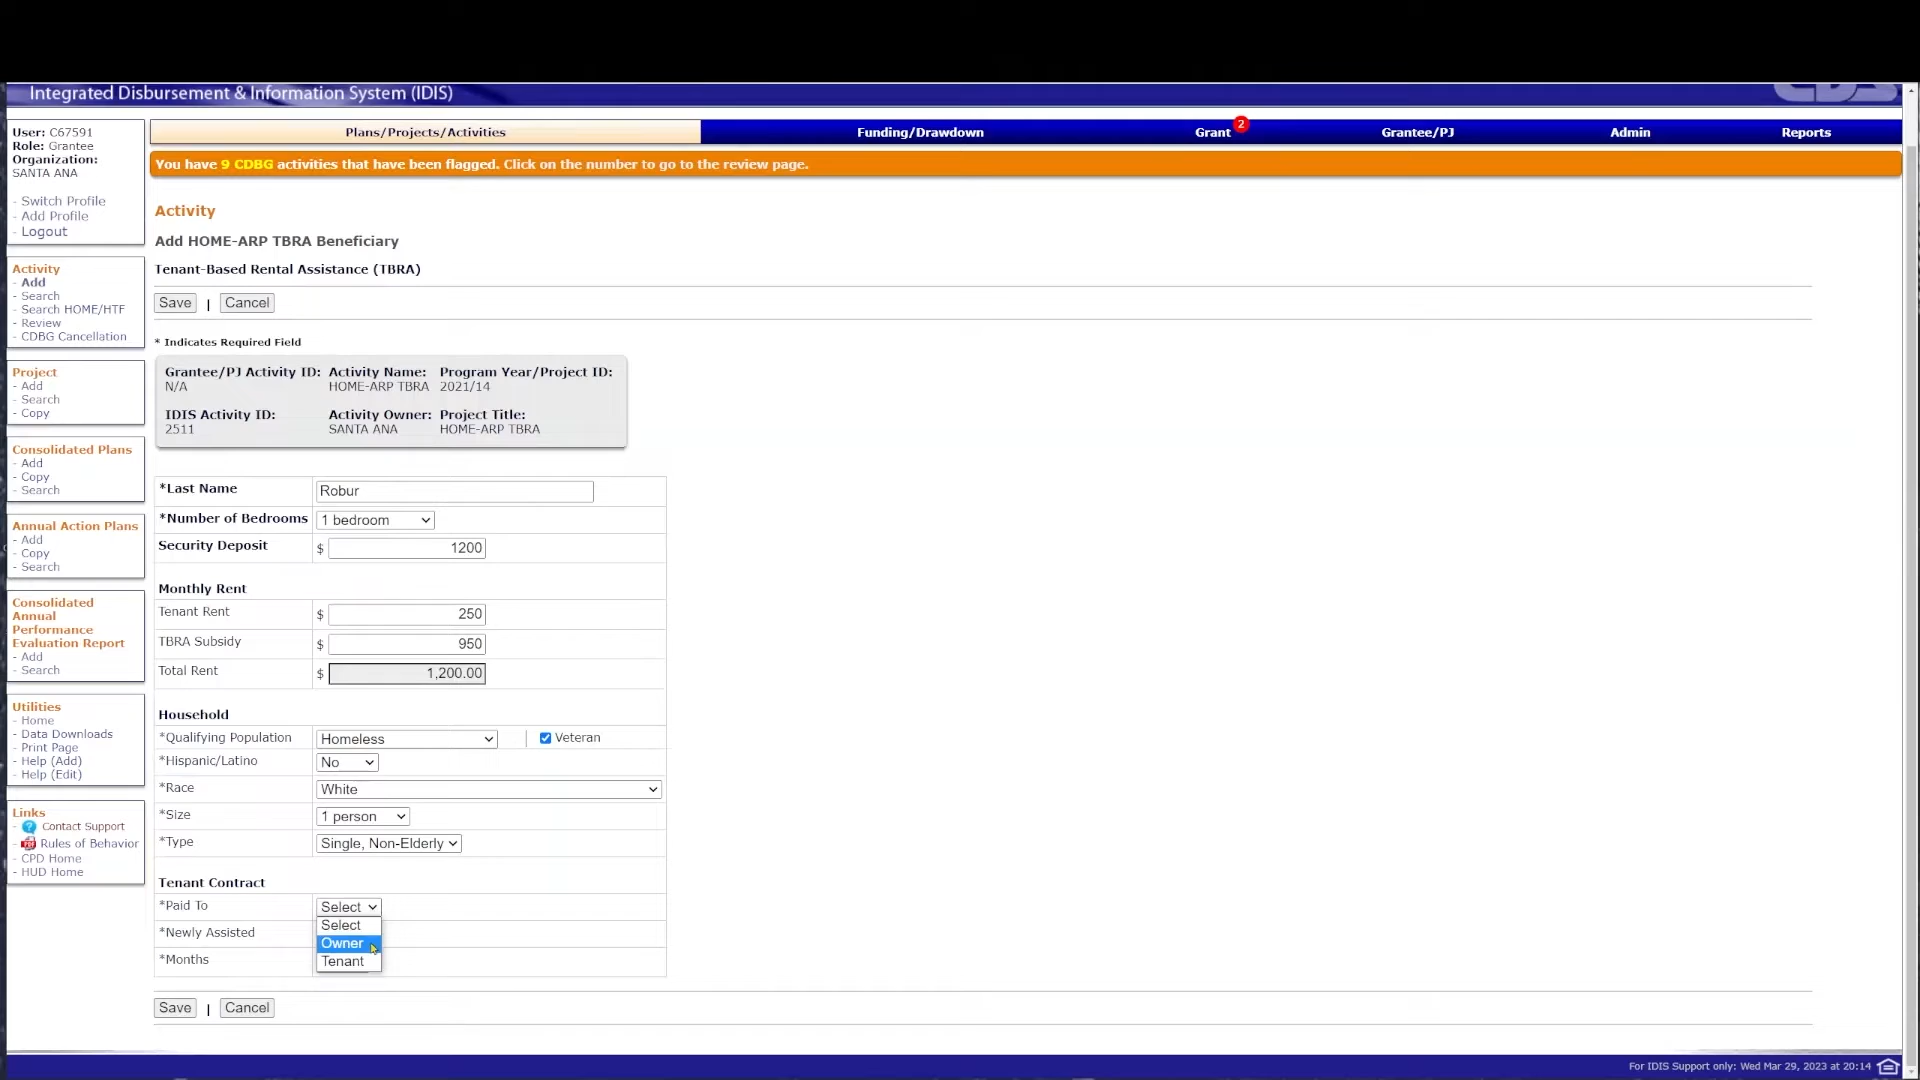 Integrated Disbursement & Information System (IDIS)
User: C67591
Role: Grantee
Organization:
SANTA ANA
- Switch Profile
- Add Profile
- Logout
Activity
- Add
- Search
- Search HOME/HTF
- Review
- CDBG Cancellation
Project
- Add
- Search
- Copy
Consolidated Plans
- Add
- Copy
- Search
Annual Action Plans
- Add
- Copy
- Search
Consolidated
Annual
Performance
Evaluation Report
- Add
- Search
Utilities
- Home
- Data Downloads
- Print Page
- Help (Add)
- Help (Edit)
Links
- Contact Support
- Rules of Behavior
- CPD Home
- HUD Home
Plans/Projects/Activities Funding/Drawdown Grant 2 Grantee/PJ Admin Reports
You have 9 CDBG activities that have been flagged. Click on the number to go to the review page.
Activity
Add HOME-ARP TBRA Beneficiary
Tenant-Based Rental Assistance (TBRA)
Save | Cancel
* Indicates Required Field
Grantee/PJ Activity ID: Activity Name: Program Year/Project ID:
N/A HOME-ARP TBRA 2021/14
IDIS Activity ID: Activity Owner: Project Title:
2511 SANTA ANA HOME-ARP TBRA
*Last Name Robur
*Number of Bedrooms 1 bedroom
Security Deposit $ 1200
Monthly Rent
Tenant Rent $ 250
TBRA Subsidy $ 950
Total Rent $ 1,200.00
Household
*Qualifying Population Homeless | Veteran
*Hispanic/Latino No
*Race White
*Size 1 person
*Type Single, Non-Elderly
Tenant Contract
*Paid To Select
Select
*Newly Assisted
Owner
*Months
Tenant
Save | Cancel
For IDIS Support only: Wed Mar 29, 2023 at 20:14